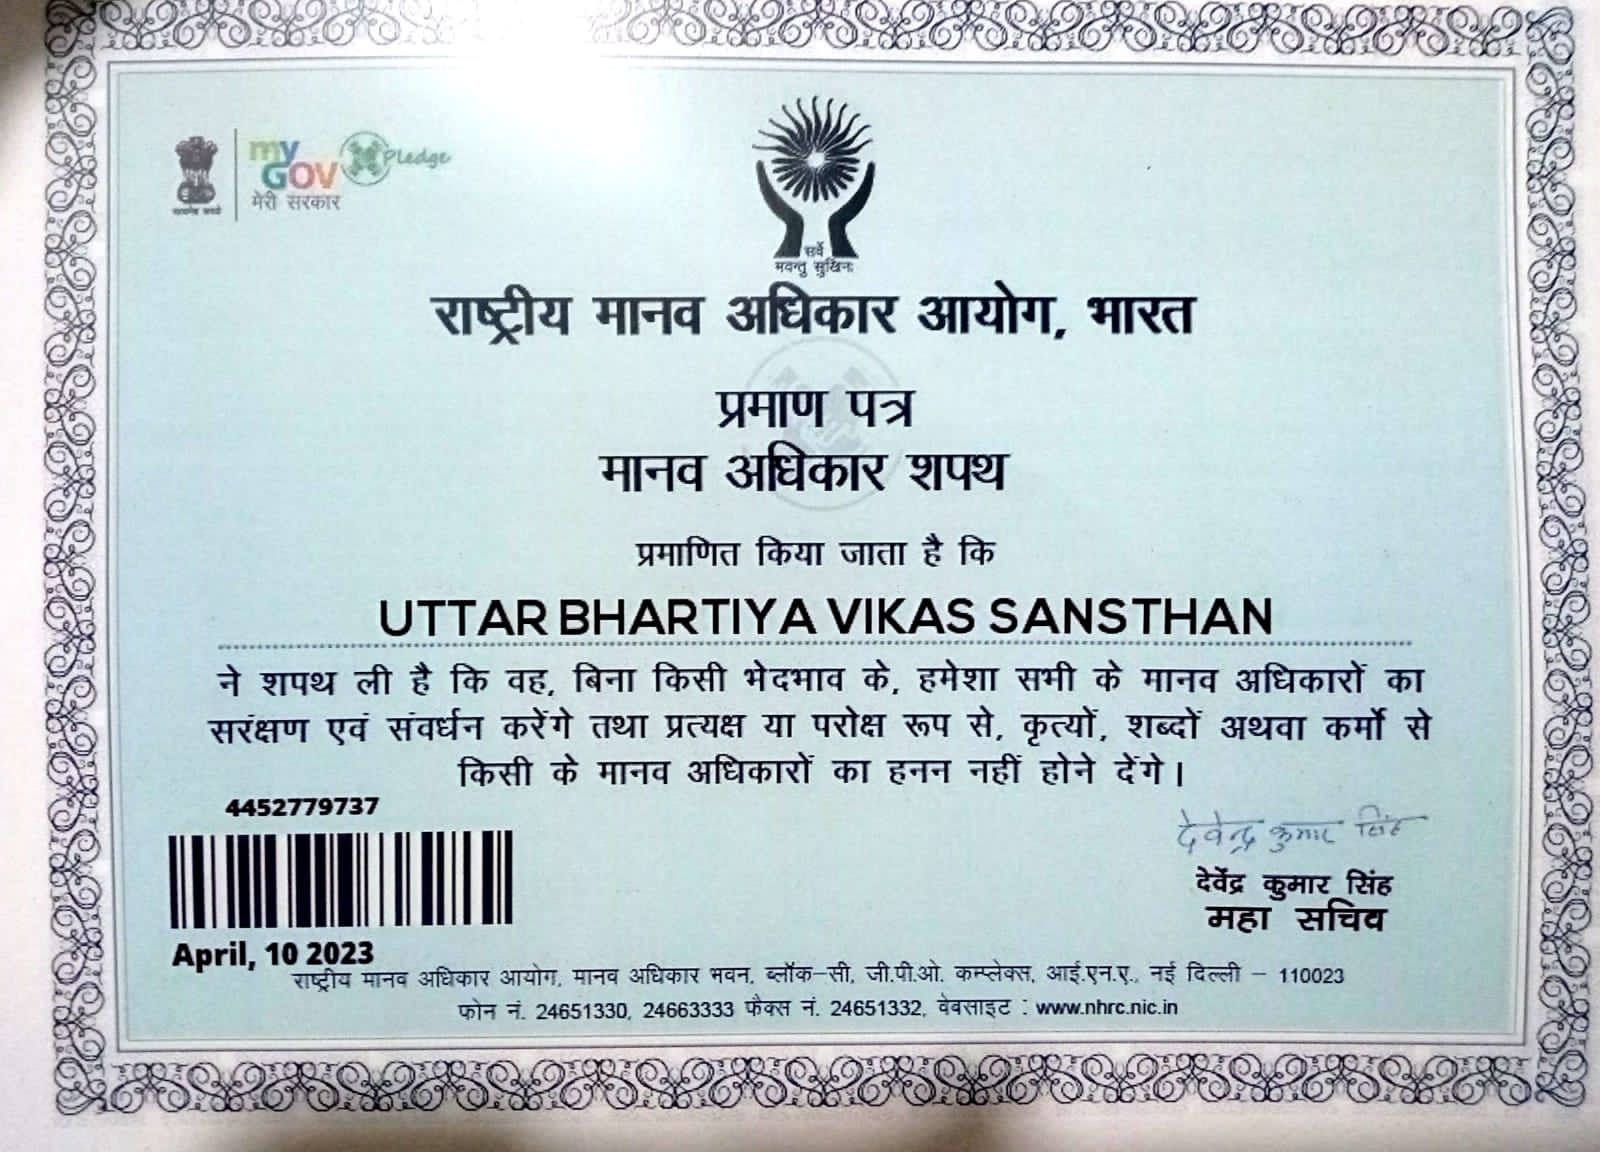 my GOV Pledge
मेरी सरकार
सर्वे
भवन्तु सुखिनः
राष्ट्रीय मानव अधिकार आयोग, भारत
प्रमाण पत्र
मानव अधिकार शपथ
प्रमाणित किया जाता है कि
UTTAR BHARTIYA VIKAS SANSTHAN
ने शपथ ली है कि वह, बिना किसी भेदभाव के, हमेशा सभी के मानव अधिकारों का
सरंक्षण एवं संवर्धन करेंगे तथा प्रत्यक्ष या परोक्ष रूप से, कृत्यों, शब्दों अथवा कर्मो से
किसी के मानव अधिकारों का हनन नहीं होने देंगे।
4452779737
देवेन्द्र कुमार सिंह
देवेंद्र कुमार सिंह
महा सचिव
April, 10 2023
राष्ट्रीय मानव अधिकार आयोग, मानव अधिकार भवन, ब्लॉक-सी, जी.पी.ओ. कम्प्लेक्स, आई.एन.ए., नई दिल्ली – 110023
फोन नं. 24651330, 24663333 फैक्स नं. 24651332, वेबसाइट : www.nhrc.nic.in